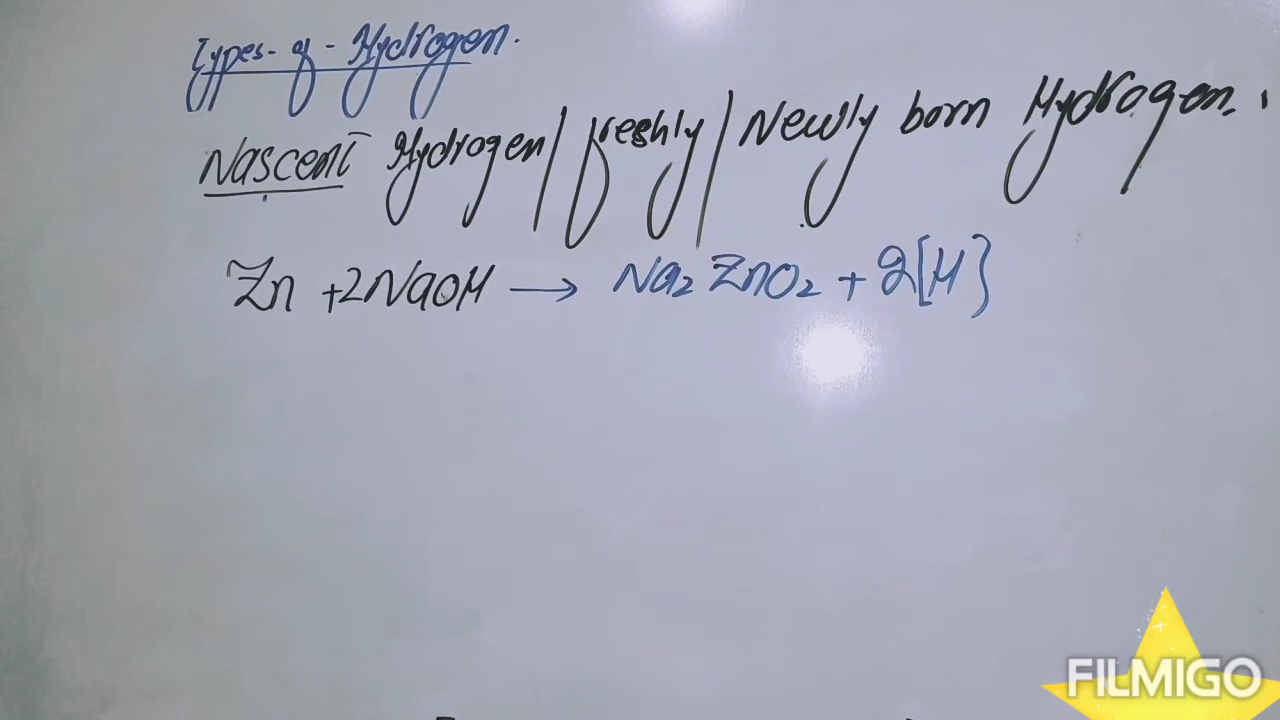 Types of Hydrogen.
Nascent Hydrogen / freshly / Newly born Hydrogen.
Zn + 2NaOH → Na₂ZnO₂ + 2[H]
FILMIGO